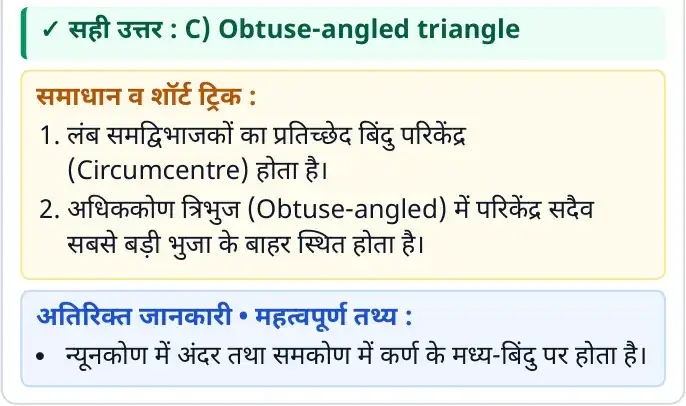 ✓ सही उत्तर : C) Obtuse-angled triangle
समाधान व शॉर्ट ट्रिक :
1. लंब समद्विभाजकों का प्रतिच्छेद बिंदु परिकेंद्र
(Circumcentre) होता है।
2. अधिककोण त्रिभुज (Obtuse-angled) में परिकेंद्र सदैव
सबसे बड़ी भुजा के बाहर स्थित होता है।
अतिरिक्त जानकारी • महत्वपूर्ण तथ्य :
• न्यूनकोण में अंदर तथा समकोण में कर्ण के मध्य-बिंदु पर होता है।